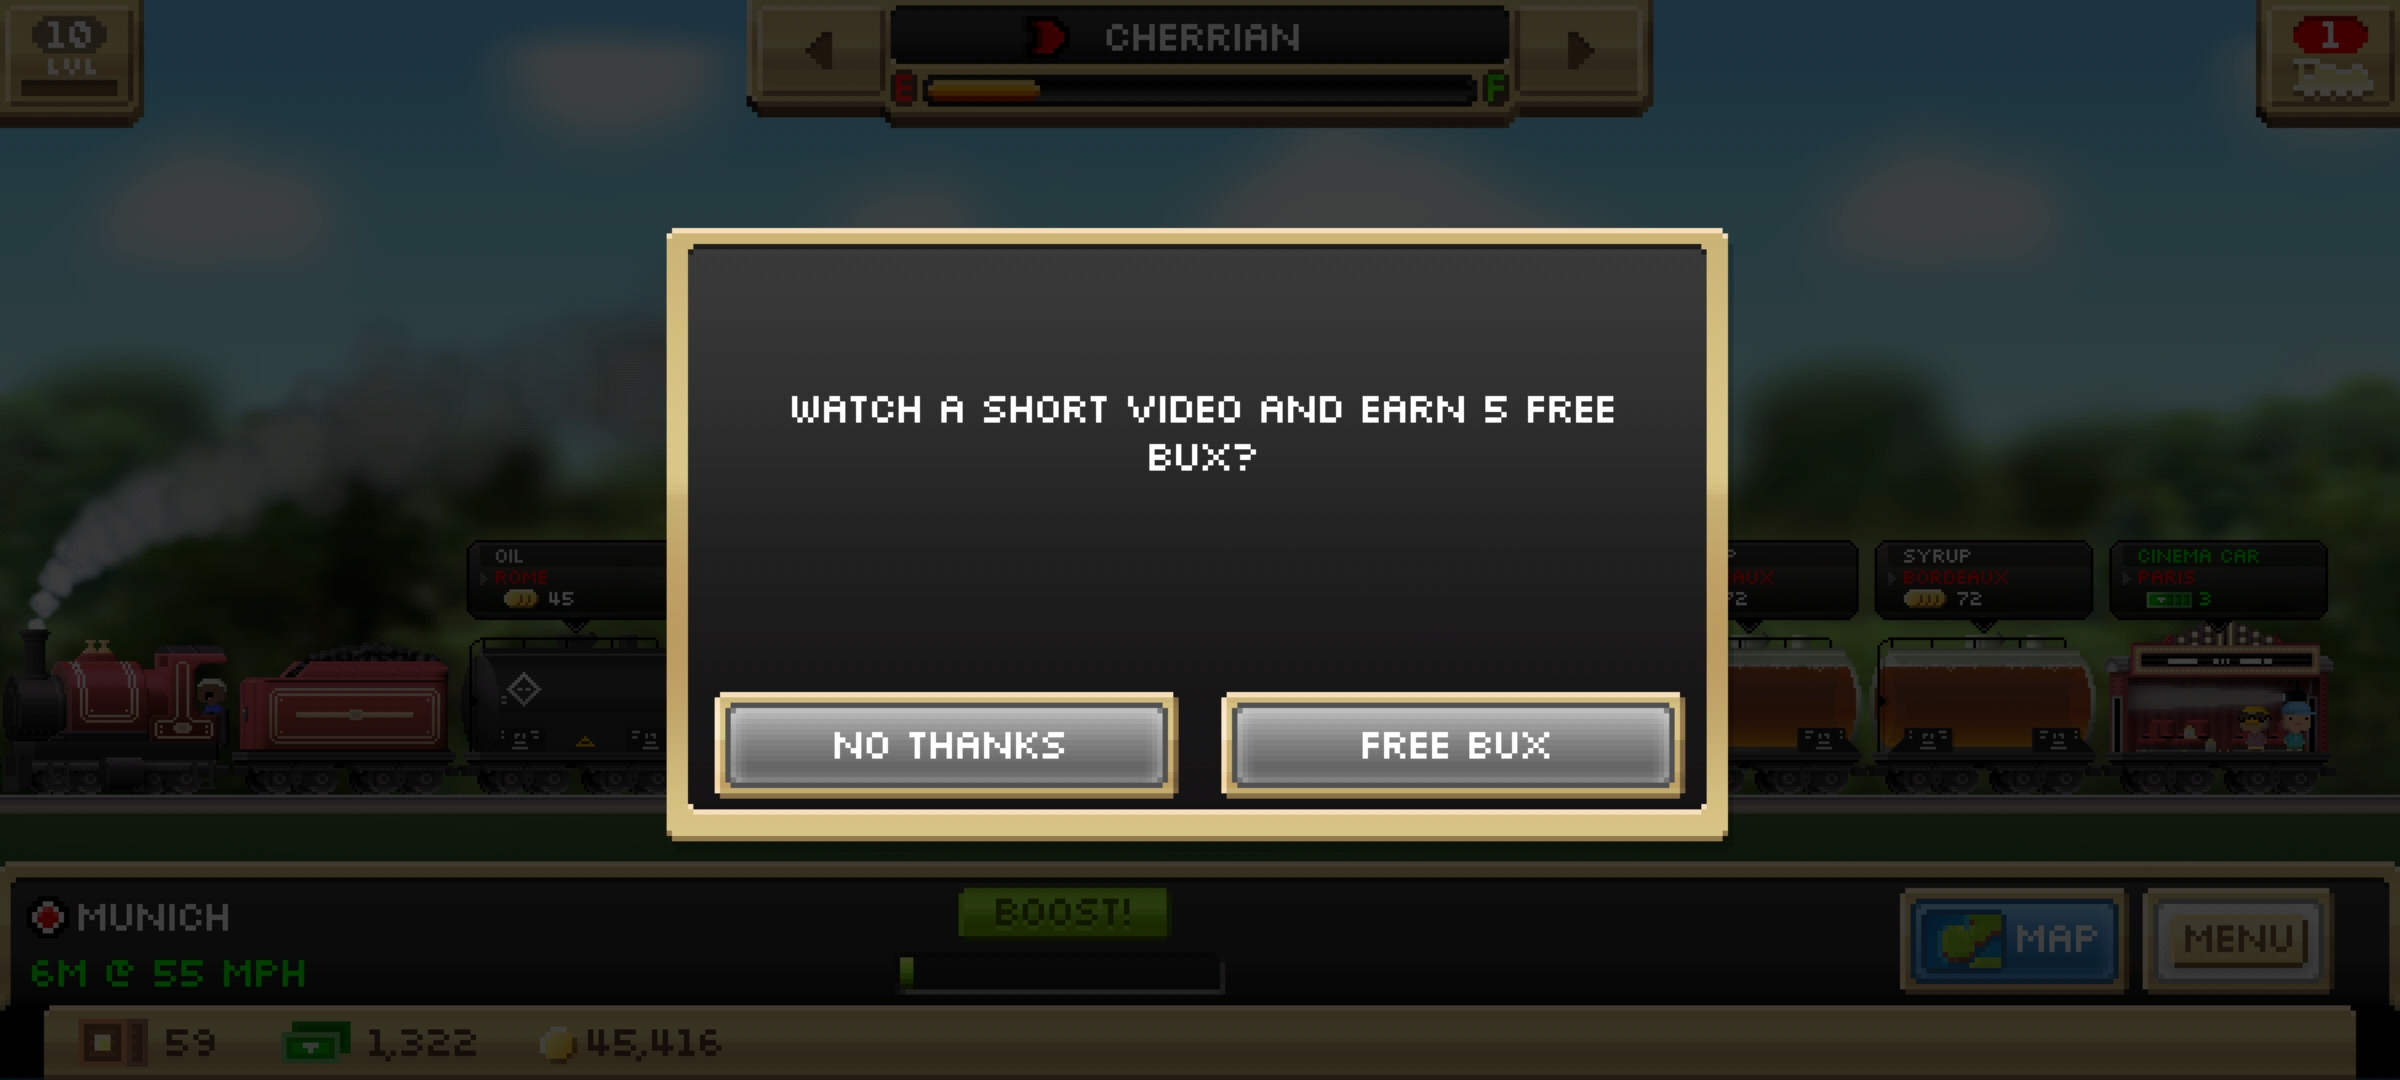 10
LVL
CHERRIAN
E
F
1
WATCH A SHORT VIDEO AND EARN 5 FREE
BUX?
NO THANKS
FREE BUX
OIL
ROME
45
SYRUP
BORDEAUX
72
CINEMA CAR
PARIS
3
MUNICH
6M @ 55 MPH
BOOST!
MAP
MENU
59
1,322
45,416